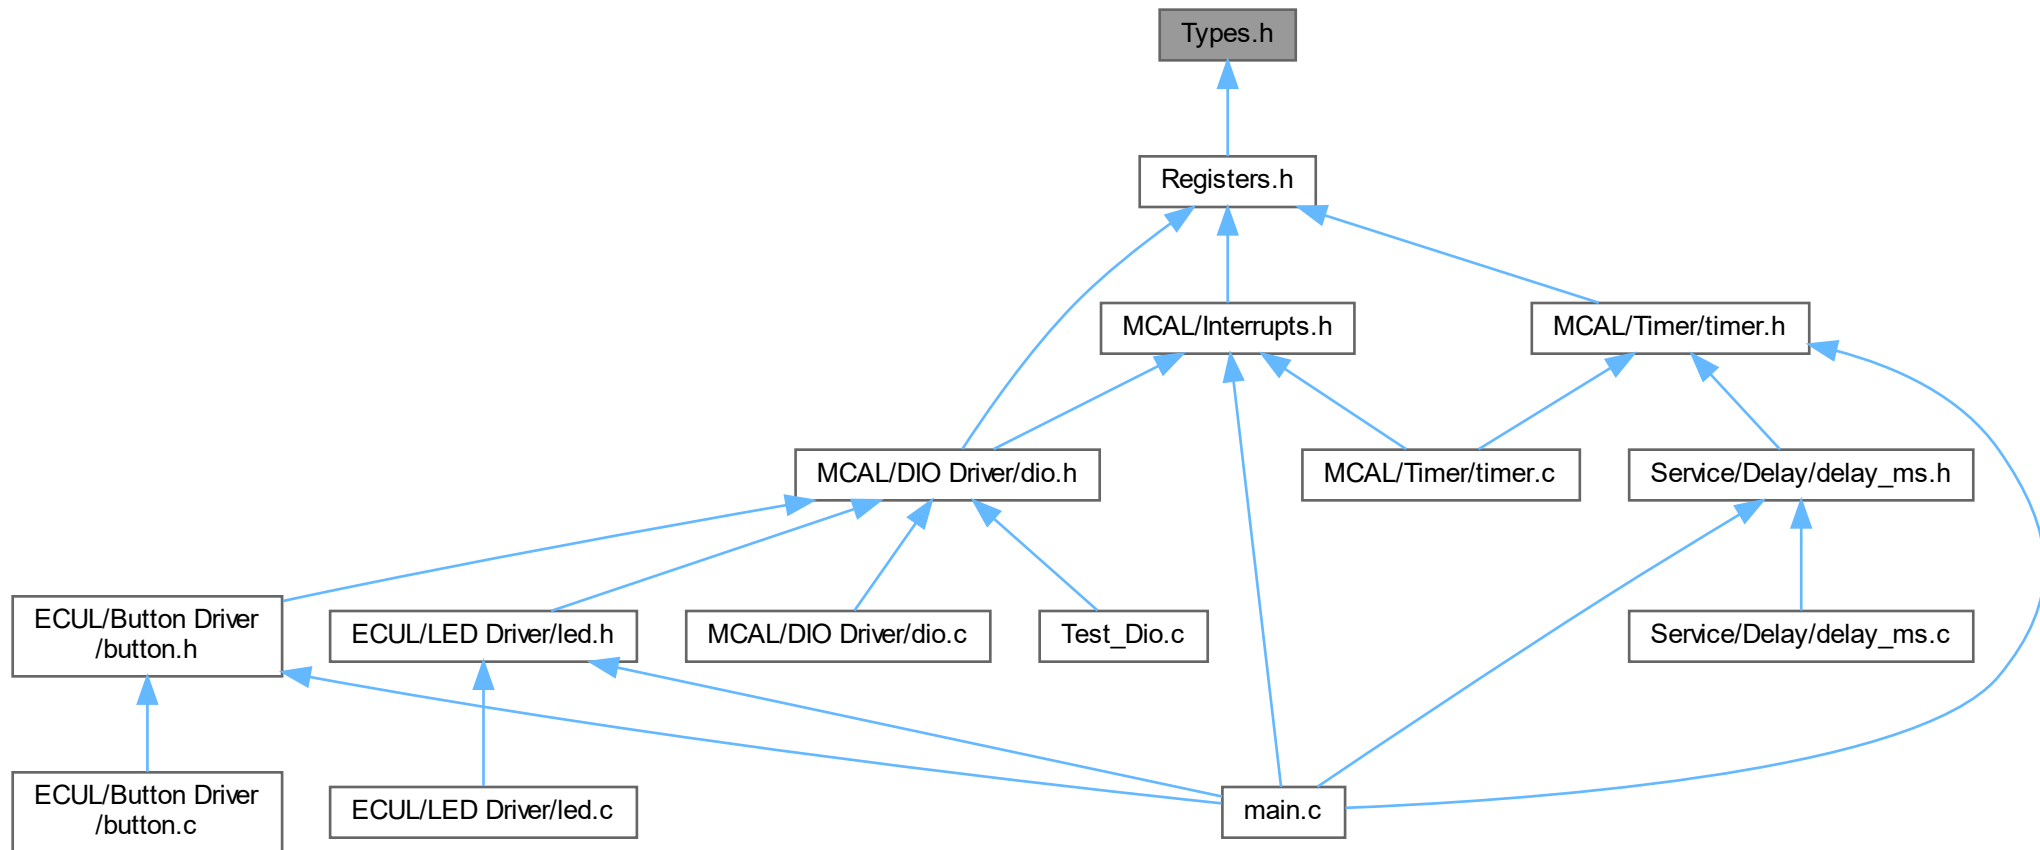 Types.h
Registers.h
MCAL/Interrupts.h
MCAL/Timer/timer.h
MCAL/DIO Driver/dio.h
MCAL/Timer/timer.c
Service/Delay/delay_ms.h
ECUL/Button Driver
/button.h
ECUL/LED Driver/led.h
MCAL/DIO Driver/dio.c
Test_Dio.c
Service/Delay/delay_ms.c
ECUL/Button Driver
/button.c
ECUL/LED Driver/led.c
main.c